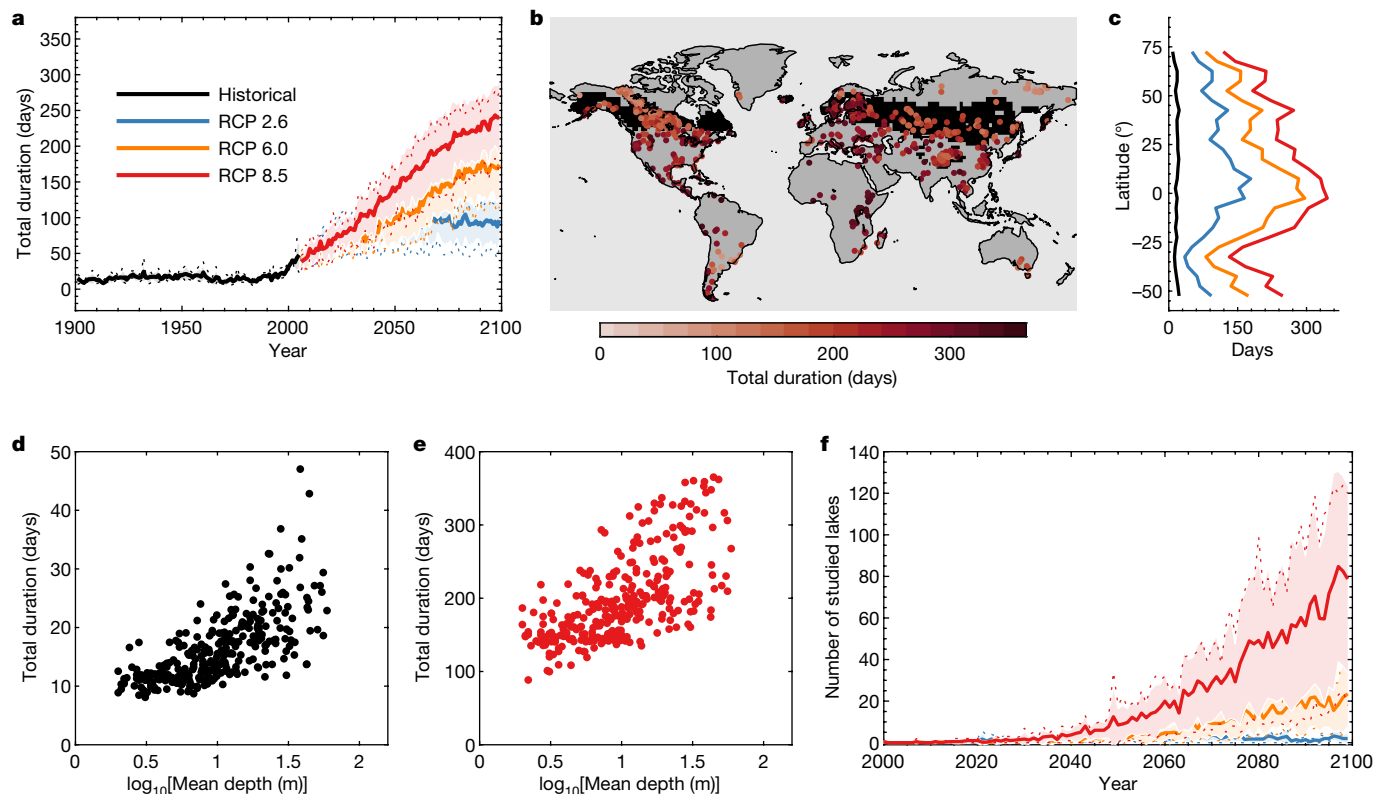 a
350
300
250
200
150
100
50
0
Total duration (days)
1900
1950
2000
2050
2100
Year
Historical
RCP 2.6
RCP 6.0
RCP 8.5
b
0
100
200
300
Total duration (days)
c
75
50
25
0
−25
−50
Latitude (°)
0
150
300
Days
d
50
40
30
20
10
0
Total duration (days)
0
0.5
1
1.5
2
log10[Mean depth (m)]
e
400
300
200
100
0
Total duration (days)
0
0.5
1
1.5
2
log10[Mean depth (m)]
f
140
120
100
80
60
40
20
0
Number of studied lakes
2000
2020
2040
2060
2080
2100
Year